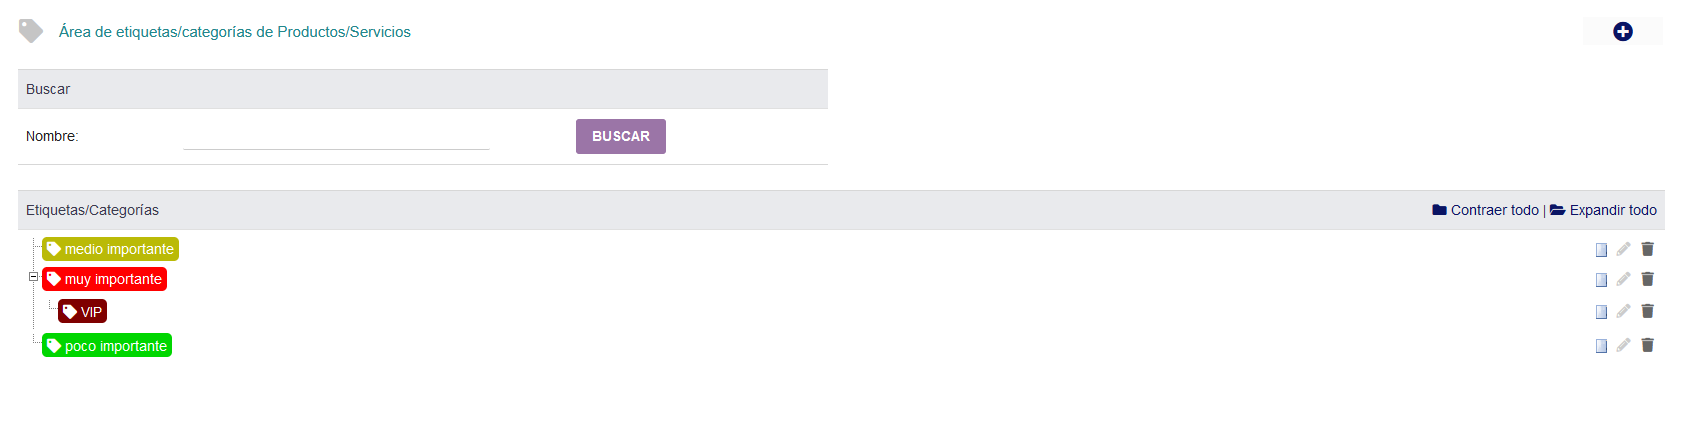 Área de etiquetas/categorías de Productos/Servicios
Buscar
Nombre:
BUSCAR
Etiquetas/Categorías
Contraer todo | Expandir todo
medio importante
muy importante
VIP
poco importante